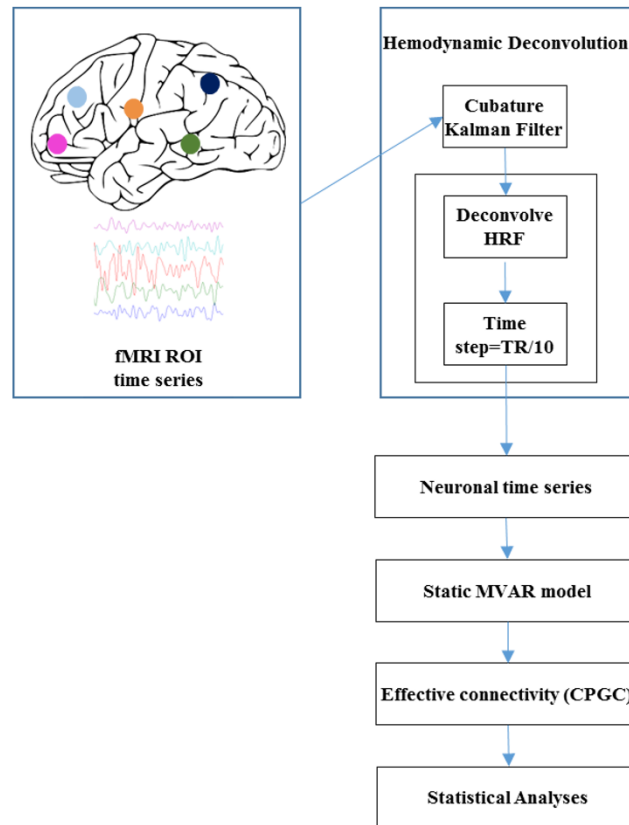 fMRI ROI
time series
Hemodynamic Deconvolution
Cubature
Kalman Filter
Deconvolve
HRF
Time
step=TR/10
Neuronal time series
Static MVAR model
Effective connectivity (CPGC)
Statistical Analyses